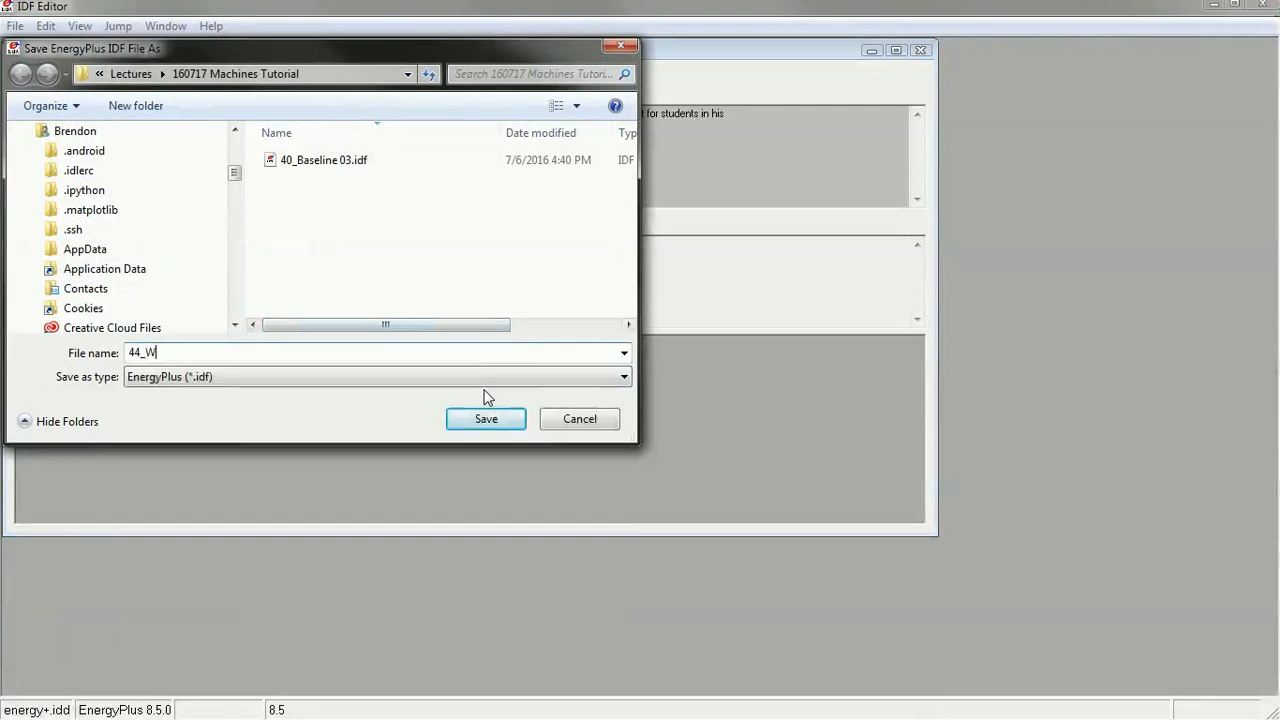 IDF Editor
File Edit View Jump Window Help
Save EnergyPlus IDF File As
« Lectures 160717 Machines Tutorial
Search 160717 Machines Tutori...
Organize New folder
Name Date modified Typ
40_Baseline 03.idf 7/6/2016 4:40 PM IDF
Brendon
.android
.idlerc
.ipython
.matplotlib
.ssh
AppData
Application Data
Contacts
Cookies
Creative Cloud Files
for students in his
File name: 44_W
Save as type: EnergyPlus (*.idf)
Hide Folders
Save Cancel
energy+.idd EnergyPlus 8.5.0 8.5